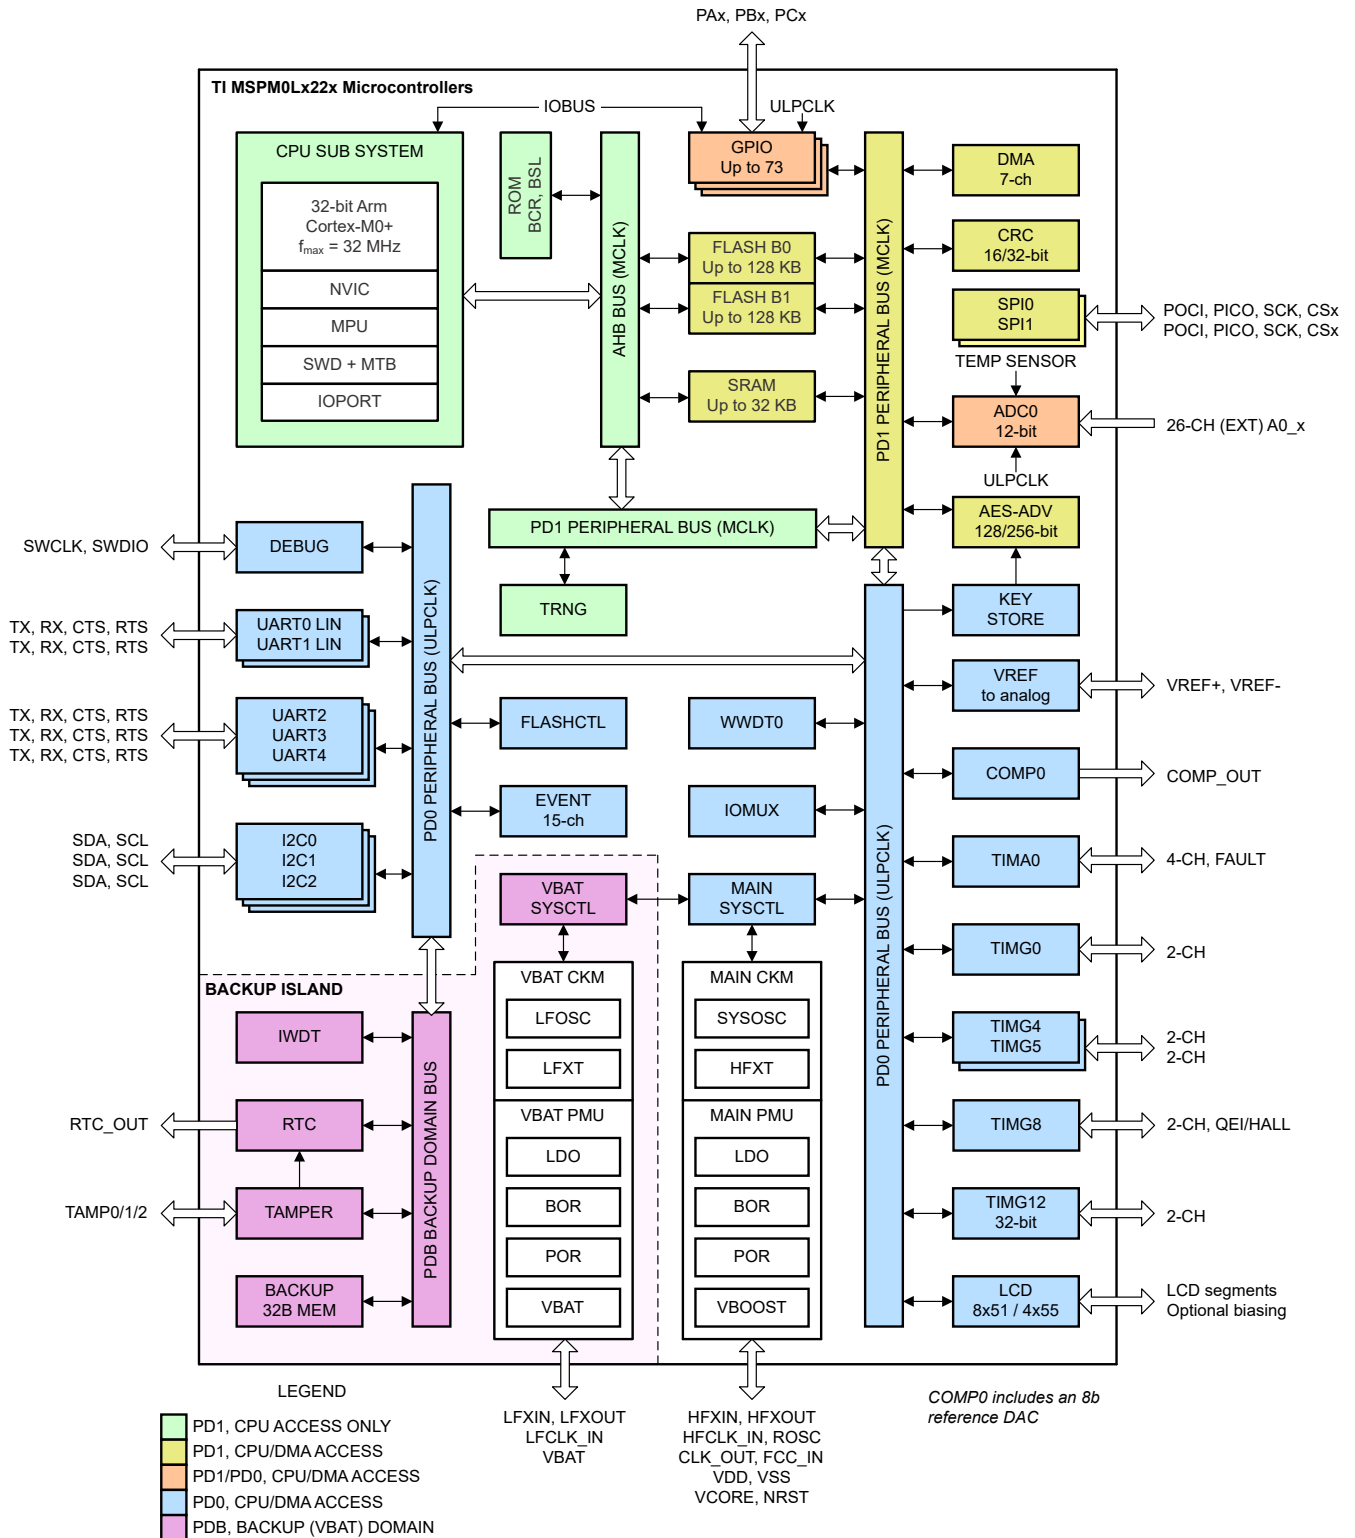 PAx, PBx, PCx
TI MSPM0Lx22x Microcontrollers
IOBUS
ULPCLK
CPU SUB SYSTEM
32-bit Arm
Cortex-M0+
fmax = 32 MHz
NVIC
MPU
SWD + MTB
IOPORT
ROM
BCR, BSL
AHB BUS (MCLK)
GPIO
Up to 73
FLASH B0
Up to 128 KB
FLASH B1
Up to 128 KB
SRAM
Up to 32 KB
PD1 PERIPHERAL BUS (MCLK)
DMA
7-ch
CRC
16/32-bit
SPI0
SPI1
POCI, PICO, SCK, CSx
POCI, PICO, SCK, CSx
TEMP SENSOR
ADC0
12-bit
26-CH (EXT) A0_x
ULPCLK
AES-ADV
128/256-bit
PD1 PERIPHERAL BUS (MCLK)
TRNG
SWCLK, SWDIO
DEBUG
TX, RX, CTS, RTS
TX, RX, CTS, RTS
UART0 LIN
UART1 LIN
TX, RX, CTS, RTS
TX, RX, CTS, RTS
TX, RX, CTS, RTS
UART2
UART3
UART4
SDA, SCL
SDA, SCL
SDA, SCL
I2C0
I2C1
I2C2
PD0 PERIPHERAL BUS (ULPCLK)
FLASHCTL
EVENT
15-ch
WWDT0
IOMUX
VBAT
SYSCTL
MAIN
SYSCTL
PD0 PERIPHERAL BUS (ULPCLK)
KEY
STORE
VREF
to analog
VREF+, VREF-
COMP0
COMP_OUT
TIMA0
4-CH, FAULT
TIMG0
2-CH
TIMG4
TIMG5
2-CH
2-CH
TIMG8
2-CH, QEI/HALL
TIMG12
32-bit
2-CH
LCD
8x51 / 4x55
LCD segments
Optional biasing
BACKUP ISLAND
IWDT
RTC_OUT
RTC
TAMP0/1/2
TAMPER
BACKUP
32B MEM
PDB BACKUP DOMAIN BUS
VBAT CKM
LFOSC
LFXT
VBAT PMU
LDO
BOR
POR
VBAT
MAIN CKM
SYSOSC
HFXT
MAIN PMU
LDO
BOR
POR
VBOOST
LFXIN, LFXOUT
LFCLK_IN
VBAT
HFXIN, HFXOUT
HFCLK_IN, ROSC
CLK_OUT, FCC_IN
VDD, VSS
VCORE, NRST
COMP0 includes an 8b
reference DAC
LEGEND
PD1, CPU ACCESS ONLY
PD1, CPU/DMA ACCESS
PD1/PD0, CPU/DMA ACCESS
PD0, CPU/DMA ACCESS
PDB, BACKUP (VBAT) DOMAIN